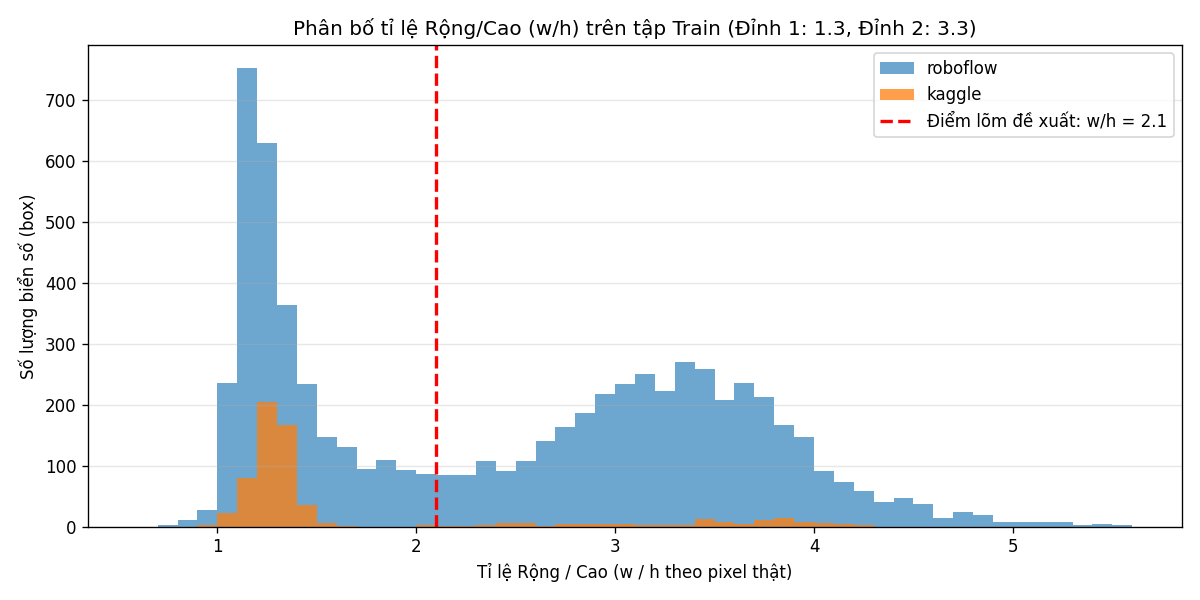 Phân bố tỉ lệ Rộng/Cao (w/h) trên tập Train (Đỉnh 1: 1.3, Đỉnh 2: 3.3)
roboflow
kaggle
Điểm lõm đề xuất: w/h = 2.1
Số lượng biển số (box)
700
600
500
400
300
200
100
0
1
2
3
4
5
Tỉ lệ Rộng / Cao (w / h theo pixel thật)